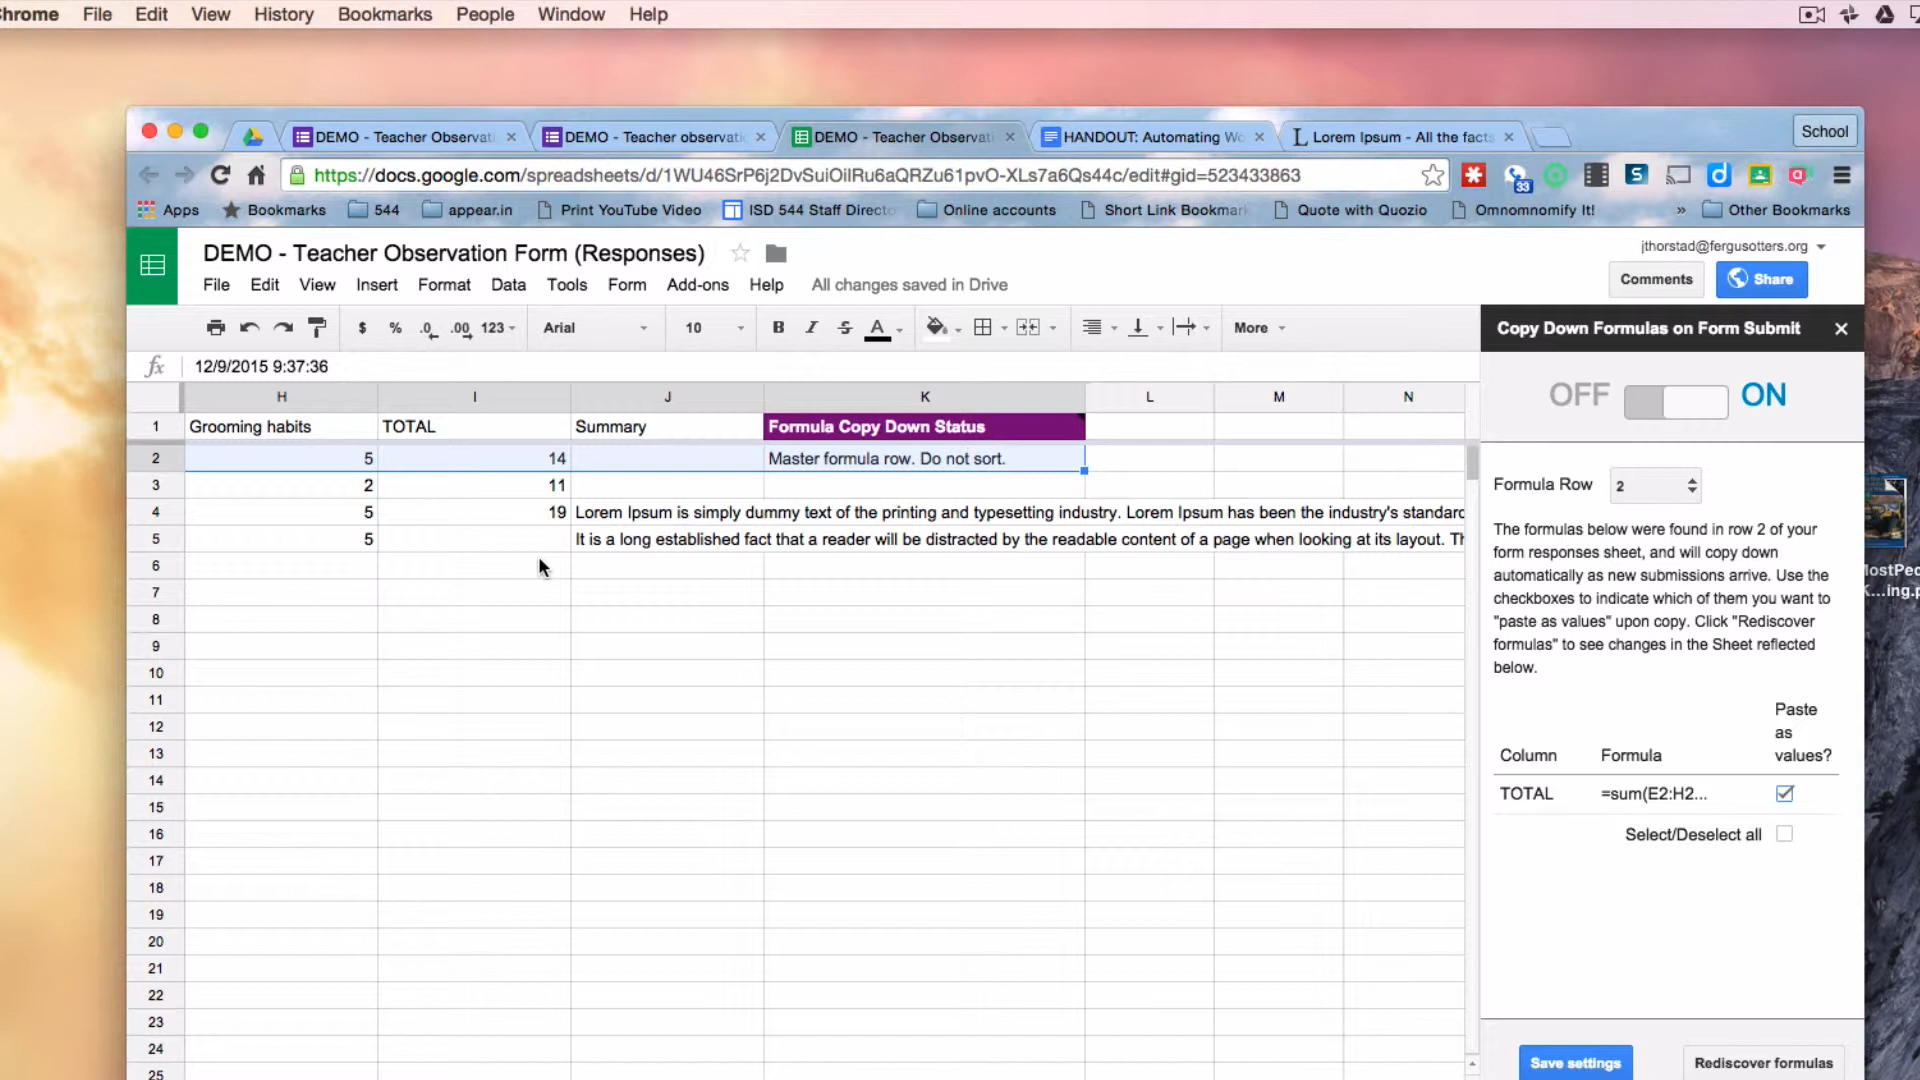 Chrome File Edit View History Bookmarks People Window Help
DEMO - Teacher Observati DEMO - Teacher observatio DEMO - Teacher Observati HANDOUT: Automating Wo Lorem Ipsum - All the facts School
https://docs.google.com/spreadsheets/d/1WU46SrP6j2DvSuiOiIRu6aQRZu61pvO-XLs7a6Qs44c/edit#gid=523433863 33
Apps Bookmarks 544 appear.in Print YouTube Video ISD 544 Staff Directo Online accounts Short Link Bookmar Quote with Quozio Omnomnomify It! » Other Bookmarks
DEMO - Teacher Observation Form (Responses)
jthorstad@fergusotters.org
File Edit View Insert Format Data Tools Form Add-ons Help All changes saved in Drive
Comments Share
$ % .0 .00 123 Arial 10 B I S A More
Copy Down Formulas on Form Submit
fx 12/9/2015 9:37:36
OFF ON
H I J K L M N
1 Grooming habits TOTAL Summary Formula Copy Down Status
2 5 14 Master formula row. Do not sort.
3 2 11
4 5 19 Lorem Ipsum is simply dummy text of the printing and typesetting industry. Lorem Ipsum has been the industry's standard
5 5 It is a long established fact that a reader will be distracted by the readable content of a page when looking at its layout. Th
6
7
8
9
10
11
12
13
14
15
16
17
18
19
20
21
22
23
24
25
Formula Row 2
The formulas below were found in row 2 of your
form responses sheet, and will copy down
automatically as new submissions arrive. Use the
checkboxes to indicate which of them you want to
"paste as values" upon copy. Click "Rediscover
formulas" to see changes in the Sheet reflected
below.
Paste
as
Column Formula values?
TOTAL =sum(E2:H2...
Select/Deselect all
Save settings Rediscover formulas